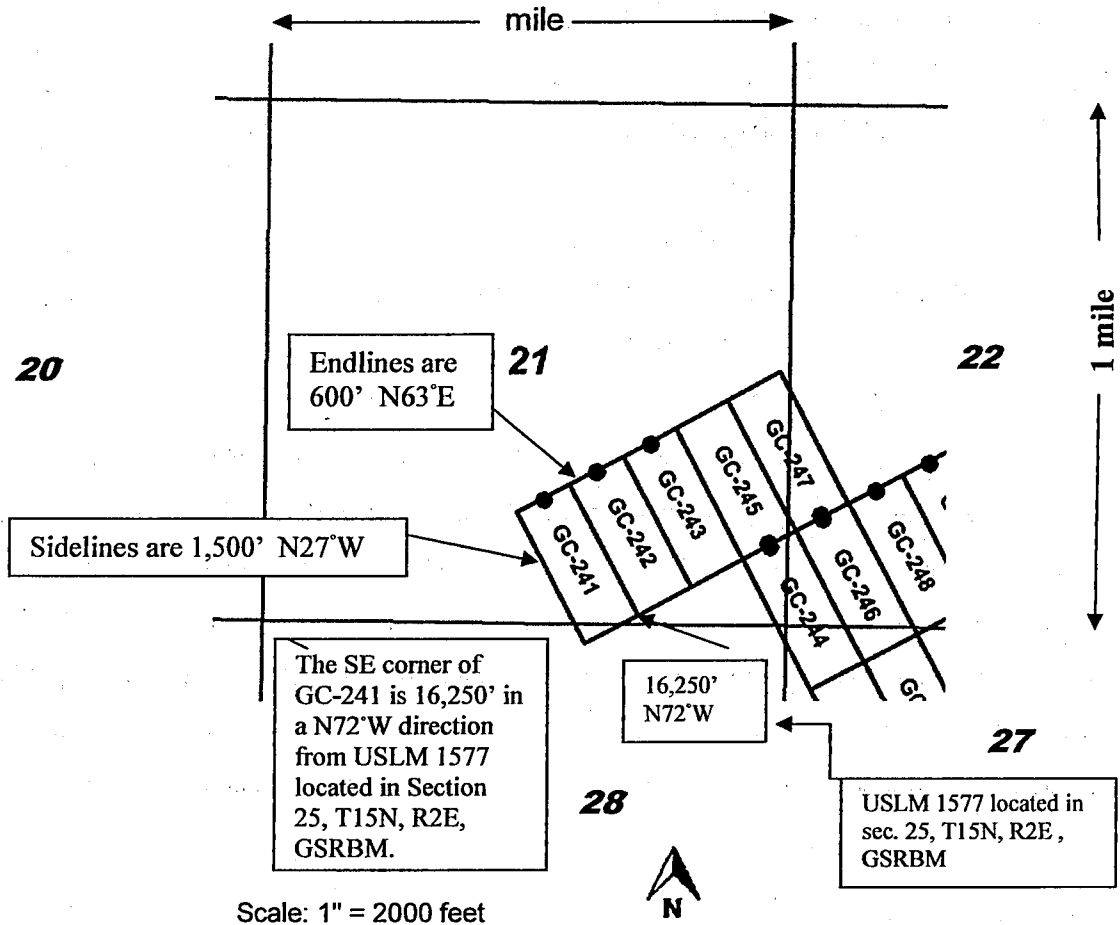 mile
1 mile
20
21
22
Endlines are
600' N63°E
Sidelines are 1,500' N27°W
GC-241
GC-242
GC-243
GC-245
GC-247
GC-244
GC-246
GC-248
The SE corner of
GC-241 is 16,250' in
a N72°W direction
from USLM 1577
located in Section
25, T15N, R2E,
GSRBM.
16,250'
N72°W
27
28
USLM 1577 located in
sec. 25, T15N, R2E ,
GSRBM
N
Scale: 1" = 2000 feet